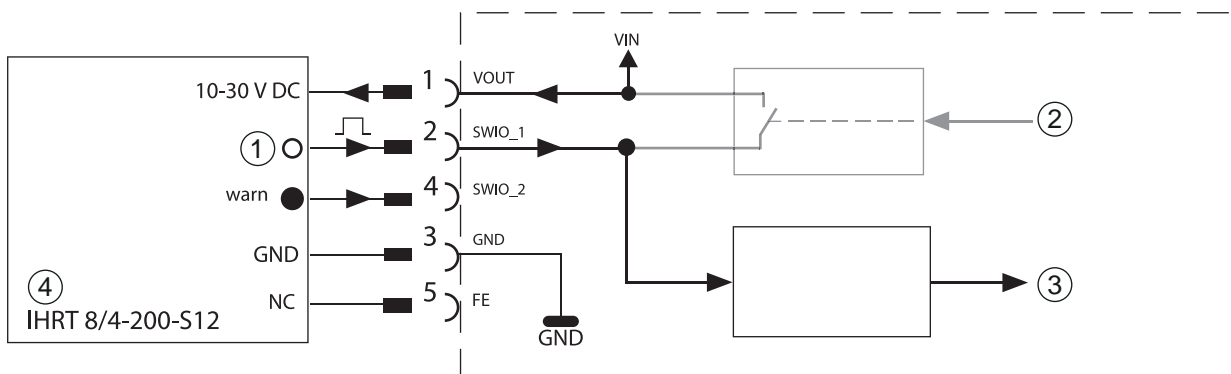 VIN
10-30 V DC
1
VOUT
①
2
SWIO_1
②
warn
4
SWIO_2
GND
3
GND
③
④
NC
5
FE
IHRT 8/4-200-S12
GND